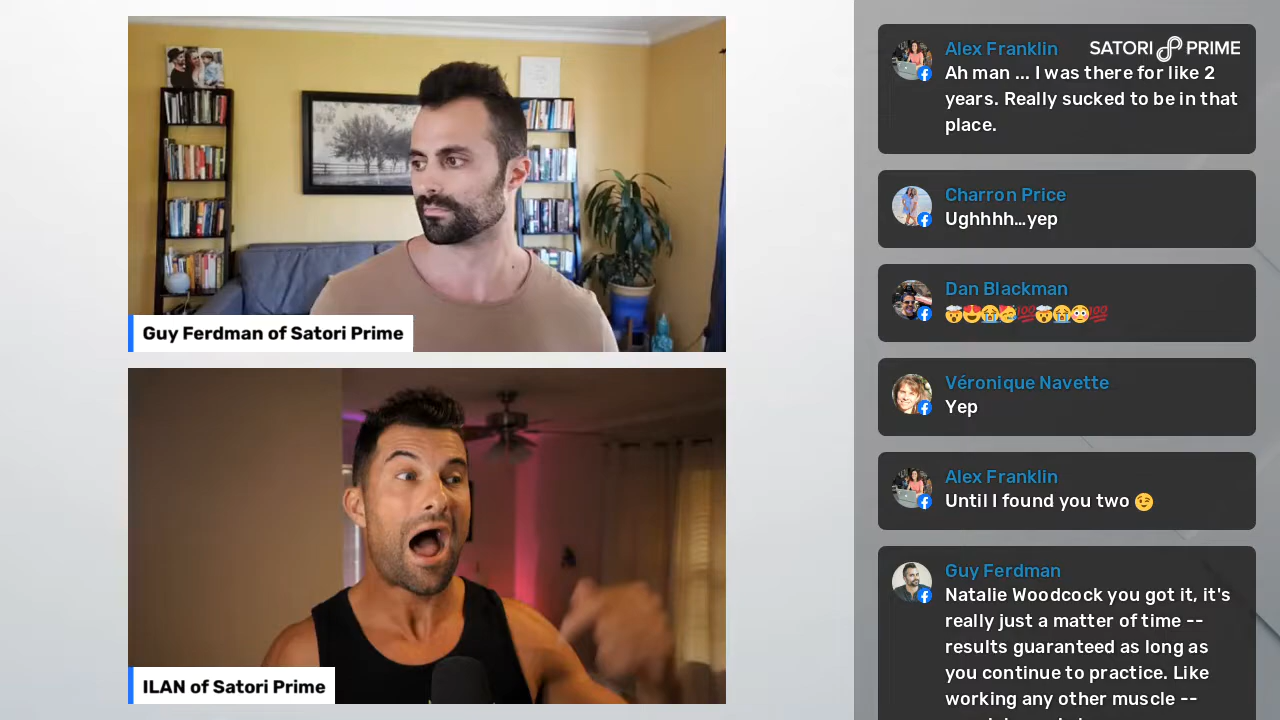 Guy Ferdman of Satori Prime
ILAN of Satori Prime
SATORI PRIME
Alex Franklin
Ah man ... I was there for like 2
years. Really sucked to be in that
place.
Charron Price
Ughhhh…yep
Dan Blackman
🤯😍😭🥳💯🤯😭😳💯
Véronique Navette
Yep
Alex Franklin
Until I found you two 😉
Guy Ferdman
Natalie Woodcock you got it, it's
really just a matter of time --
results guaranteed as long as
you continue to practice. Like
working any other muscle --